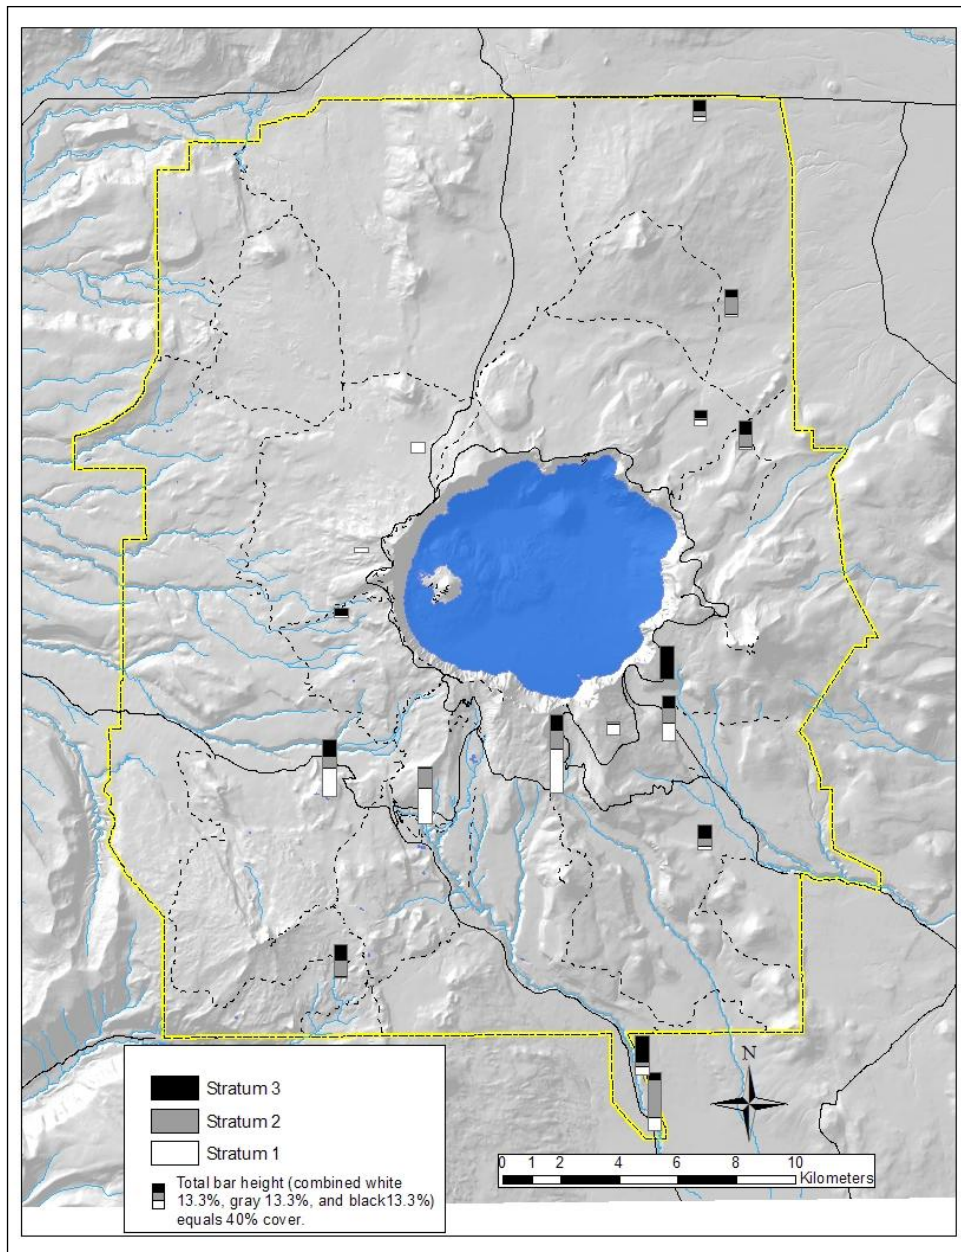 N
Stratum 3
Stratum 2
Stratum 1
Total bar height (combined white
13.3%, gray 13.3%, and black13.3%)
equals 40% cover.
0 1 2 4 6 8 10
Kilometers